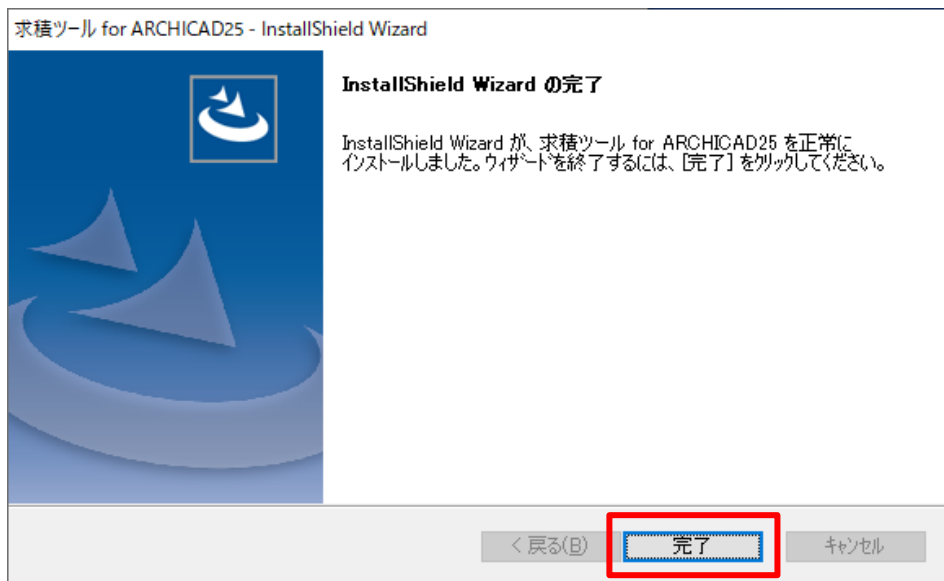 求積ツール for ARCHICAD25 - InstallShield Wizard
InstallShield Wizard の完了
InstallShield Wizard が、求積ツール for ARCHICAD25 を正常に
インストールしました。ウィザードを終了するには、[完了] をクリックしてください。
< 戻る(B)
完了
キャンセル